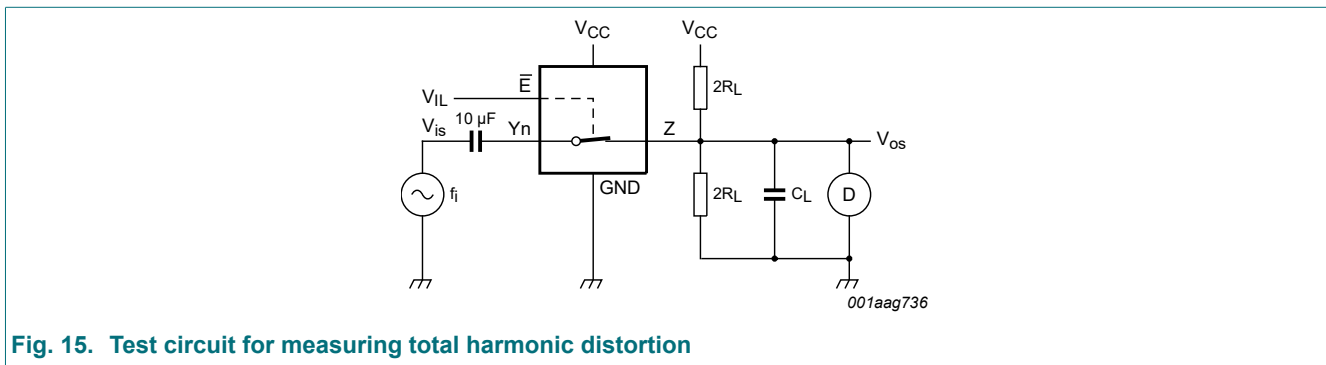 VCC VCC
E̅ 2RL
VIL
Vis 10 μF Yn Z Vos
fi GND 2RL CL D
001aag736
Fig. 15. Test circuit for measuring total harmonic distortion